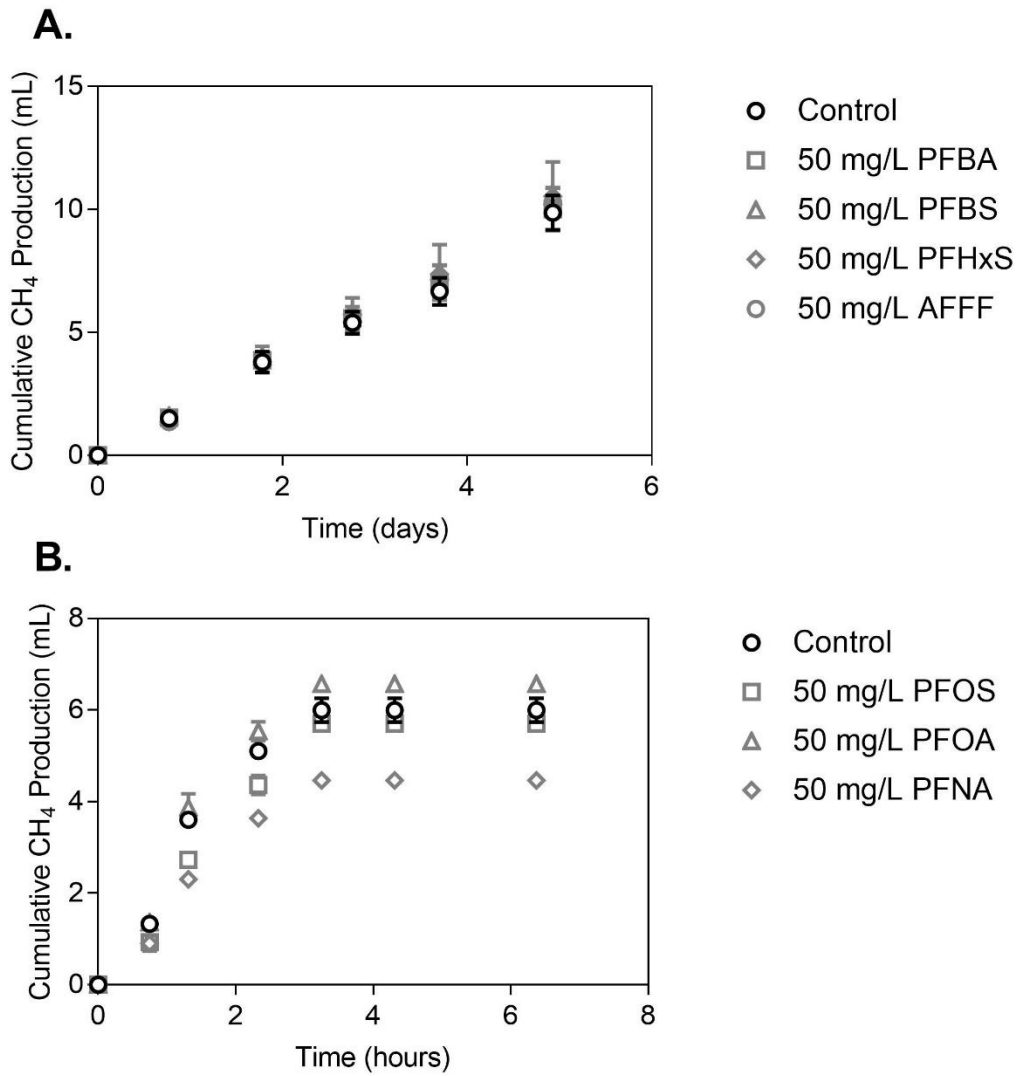 A.
Cumulative CH₄ Production (mL)
15
10
5
0
0 2 4 6
Time (days)
Control
50 mg/L PFBA
50 mg/L PFBS
50 mg/L PFHxS
50 mg/L AFFF
B.
Cumulative CH₄ Production (mL)
8
6
4
2
0
0 2 4 6 8
Time (hours)
Control
50 mg/L PFOS
50 mg/L PFOA
50 mg/L PFNA